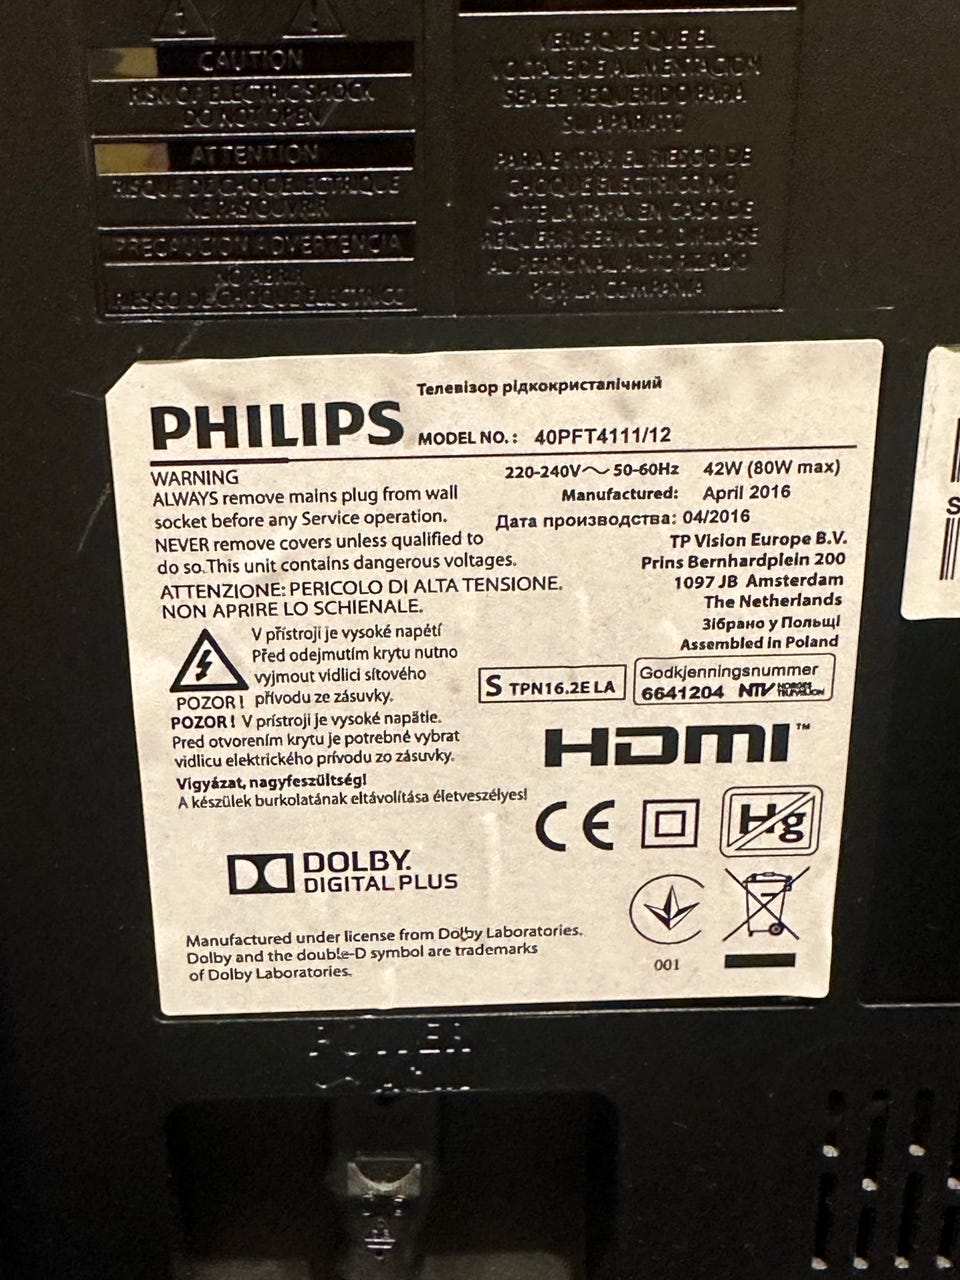 CAUTION
RISK OF ELECTRIC SHOCK
DO NOT OPEN
ATTENTION
RISQUE DE CHOC ELECTRIQUE
NE PAS OUVRIR
PRECAUCION ADVERTENCIA
NO ABRIR
RIESGO DE CHOQUE ELECTRICO
VERIFIQUE QUE EL
VOLTAJE DE ALIMENTACION
SEA EL REQUERIDO PARA
SU APARATO
PARA EVITAR EL RIESGO DE
CHOQUE ELECTRICO NO
QUITE LA TAPA. EN CASO DE
REQUERIR SERVICIO, DIRIJASE
AL PERSONAL AUTORIZADO
POR LA COMPAÑIA
Телевізор рідкокристалічний
PHILIPS MODEL NO.: 40PFT4111/12
220-240V～ 50-60Hz 42W (80W max)
Manufactured: April 2016
Дата производства: 04/2016
TP Vision Europe B.V.
Prins Bernhardplein 200
1097 JB Amsterdam
The Netherlands
Зібрано у Польщі
Assembled in Poland
WARNING
ALWAYS remove mains plug from wall
socket before any Service operation.
NEVER remove covers unless qualified to
do so.This unit contains dangerous voltages.
ATTENZIONE: PERICOLO DI ALTA TENSIONE.
NON APRIRE LO SCHIENALE.
V přístroji je vysoké napětí
Před odejmutím krytu nutno
vyjmout vidlici síťového
POZOR! přívodu ze zásuvky.
POZOR! V prístroji je vysoké napätie.
Pred otvorením krytu je potrebné vybrat
vidlicu elektrického prívodu zo zásuvky.
Vigyázat, nagyfeszültség!
A készülek burkolatának eltávolítása életveszélyes!
S TPN16.2E LA
Godkjenningsnummer
6641204 NTV NORGES TELEVISJON
HDMI™
CE
Hg
DOLBY.
DIGITAL PLUS
Manufactured under license from Dolby Laboratories.
Dolby and the double-D symbol are trademarks
of Dolby Laboratories.
001
POWER
S